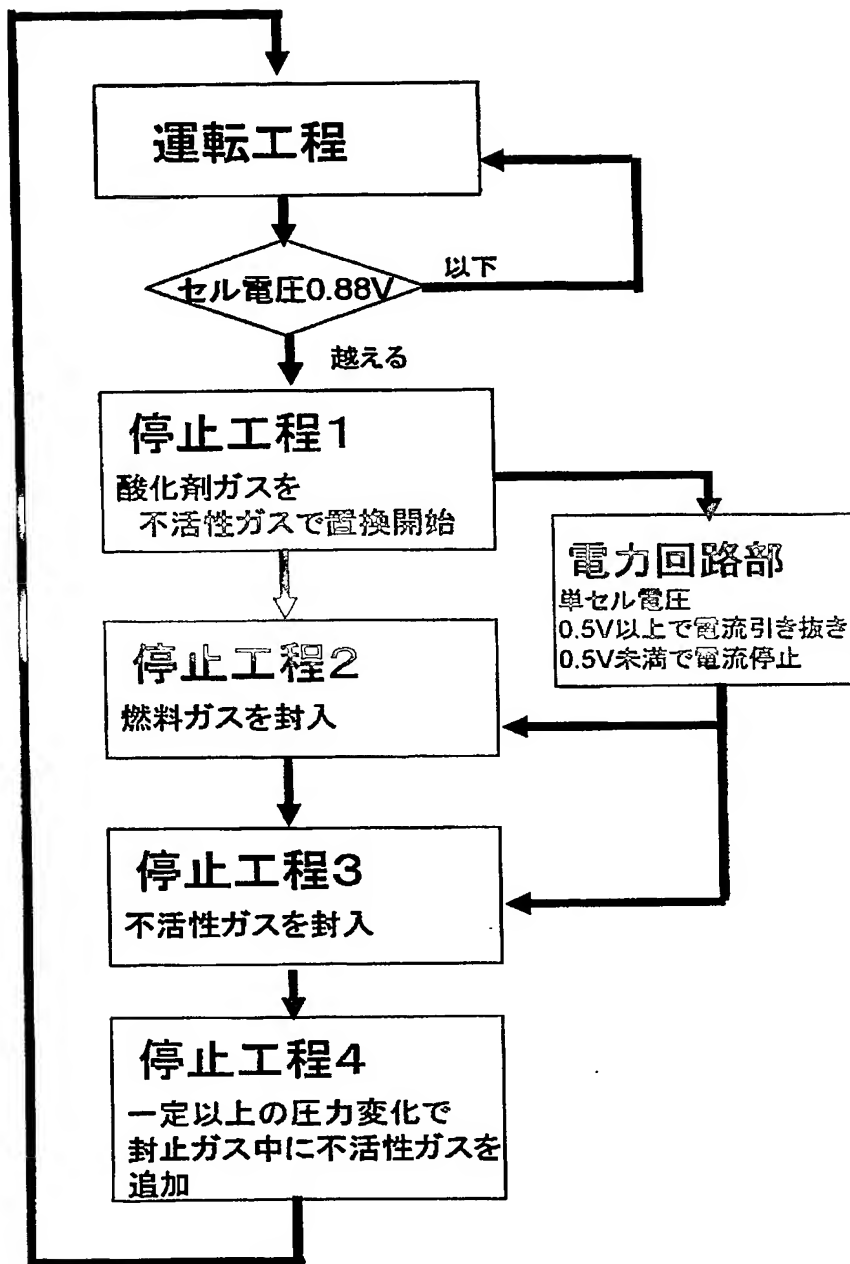 運転工程
セル電圧0.88V
以下
越える
停止工程1
酸化剤ガスを
不活性ガスで置換開始
電力回路部
単セル電圧
0.5V以上で電流引き抜き
0.5V未満で電流停止
停止工程2
燃料ガスを封入
停止工程3
不活性ガスを封入
停止工程4
一定以上の圧力変化で
封止ガス中に不活性ガスを
追加